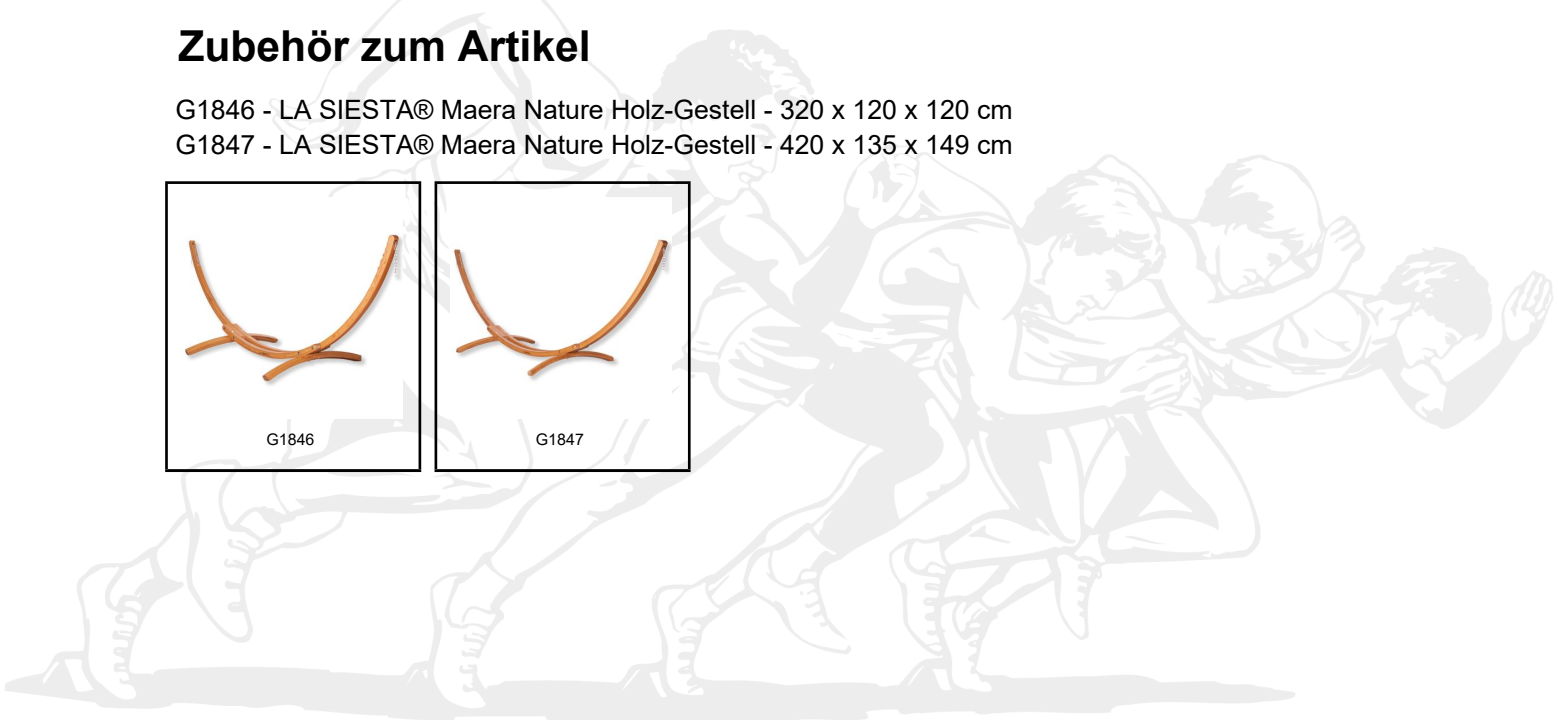 Zubehör zum Artikel
G1846 - LA SIESTA® Maera Nature Holz-Gestell - 320 x 120 x 120 cm
G1847 - LA SIESTA® Maera Nature Holz-Gestell - 420 x 135 x 149 cm
G1846
G1847